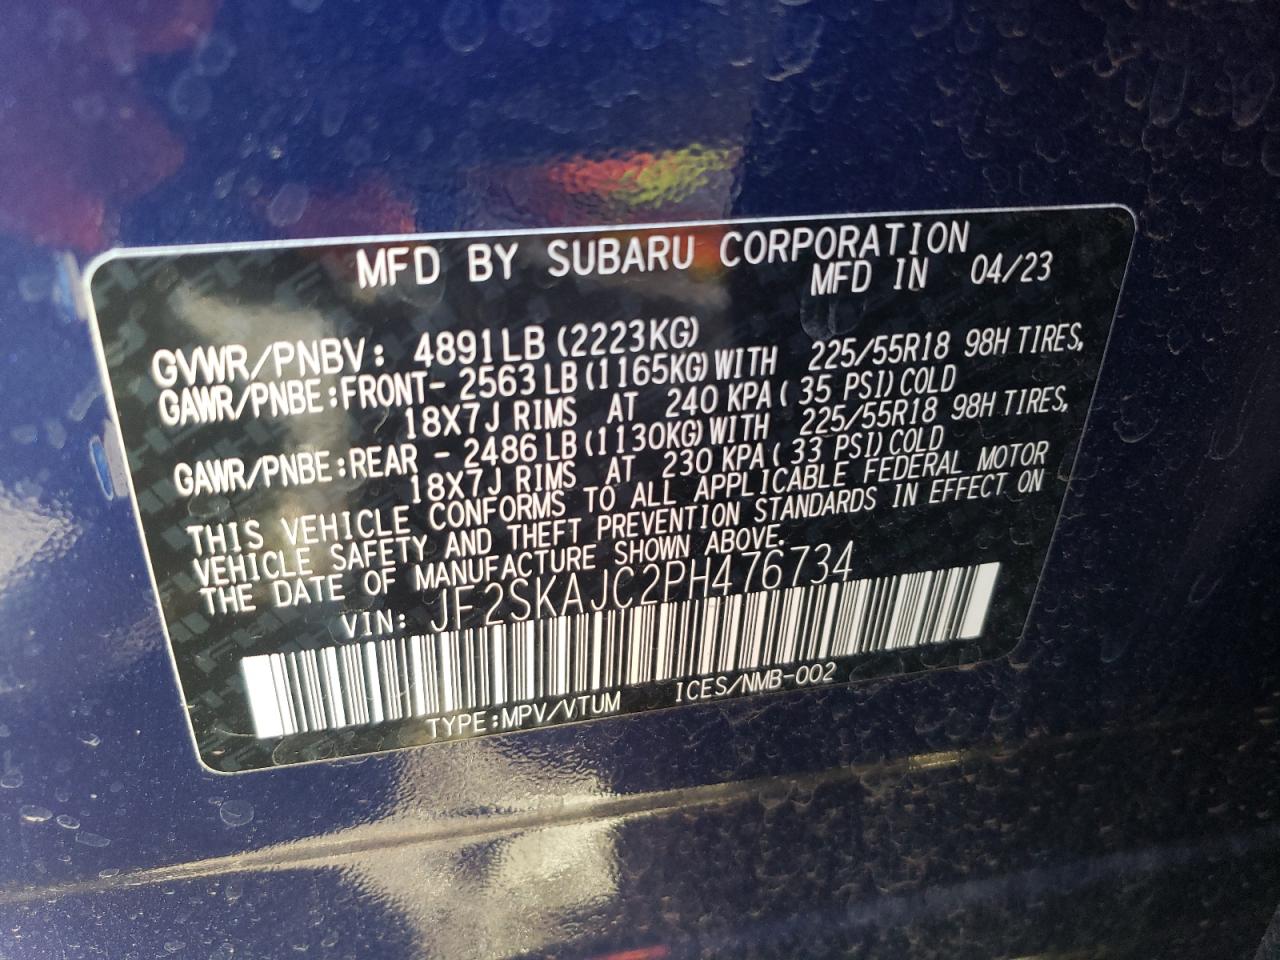 MFD BY SUBARU CORPORATION
MFD IN 04/23
GVWR/PNBV: 4891LB (2223KG)
GAWR/PNBE:FRONT- 2563LB(1165KG)WITH 225/55R18 98H TIRES,
18X7J RIMS AT 240 KPA( 35 PSI)COLD
GAWR/PNBE:REAR - 2486LB(1130KG)WITH 225/55R18 98H TIRES,
18X7J RIMS AT 230 KPA( 33 PSI)COLD
THIS VEHICLE CONFORMS TO ALL APPLICABLE FEDERAL MOTOR
VEHICLE SAFETY AND THEFT PREVENTION STANDARDS IN EFFECT ON
THE DATE OF MANUFACTURE SHOWN ABOVE.
VIN: JF2SKAJC2PH476734
TYPE:MPV/VTUM ICES/NMB-002